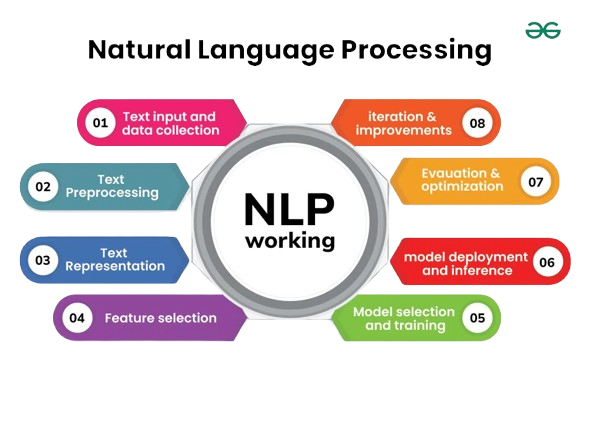 Natural Language Processing
01
Text input and
data collection
02
Text
Preprocessing
03
Text
Representation
04
Feature selection
NLP
working
iteration &
improvements
08
Evauation &
optimization
07
model deployment
and inference
06
Model selection
and training
05